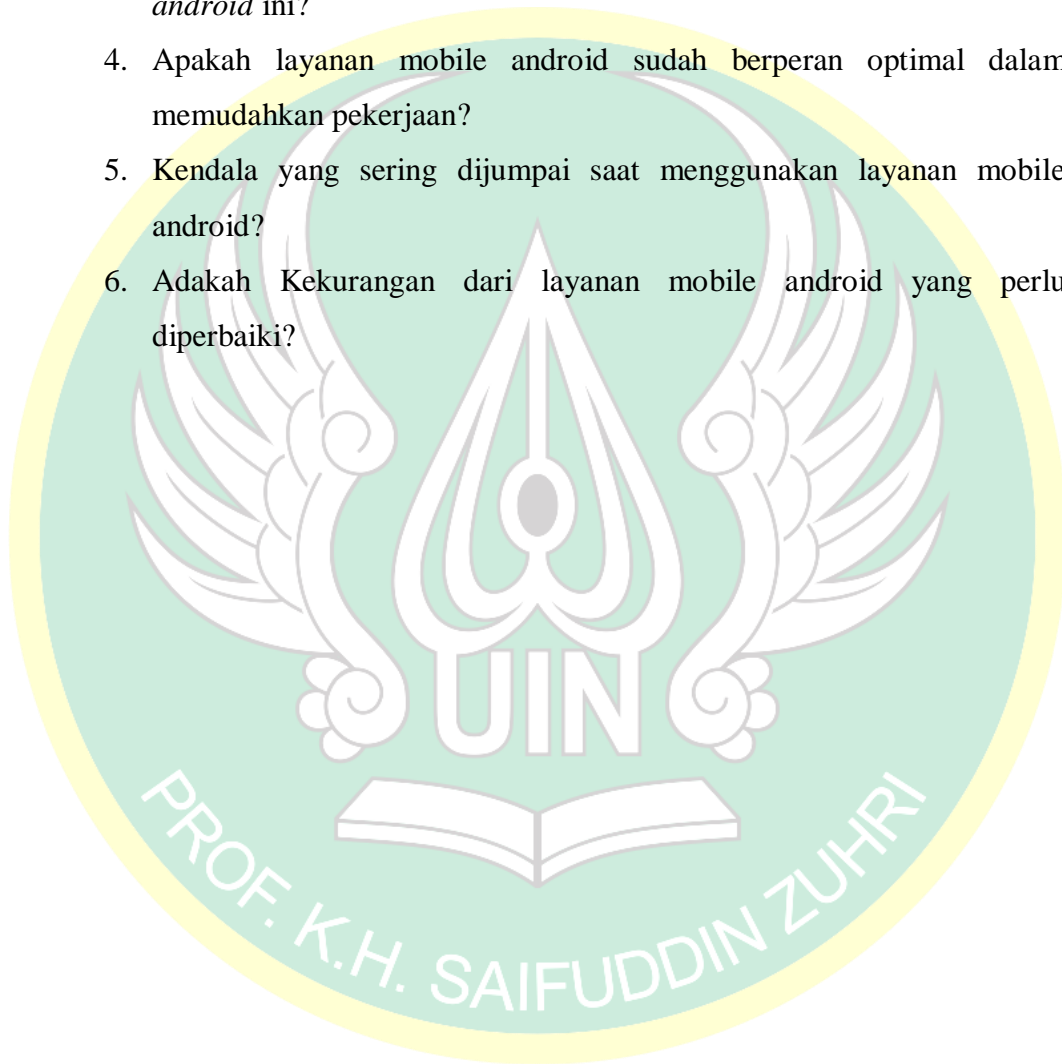 android ini?
4. Apakah layanan mobile android sudah berperan optimal dalam
memudahkan pekerjaan?
5. Kendala yang sering dijumpai saat menggunakan layanan mobile
android?
6. Adakah Kekurangan dari layanan mobile android yang perlu
diperbaiki?
UIN
PROF. K.H. SAIFUDDIN ZUHRI